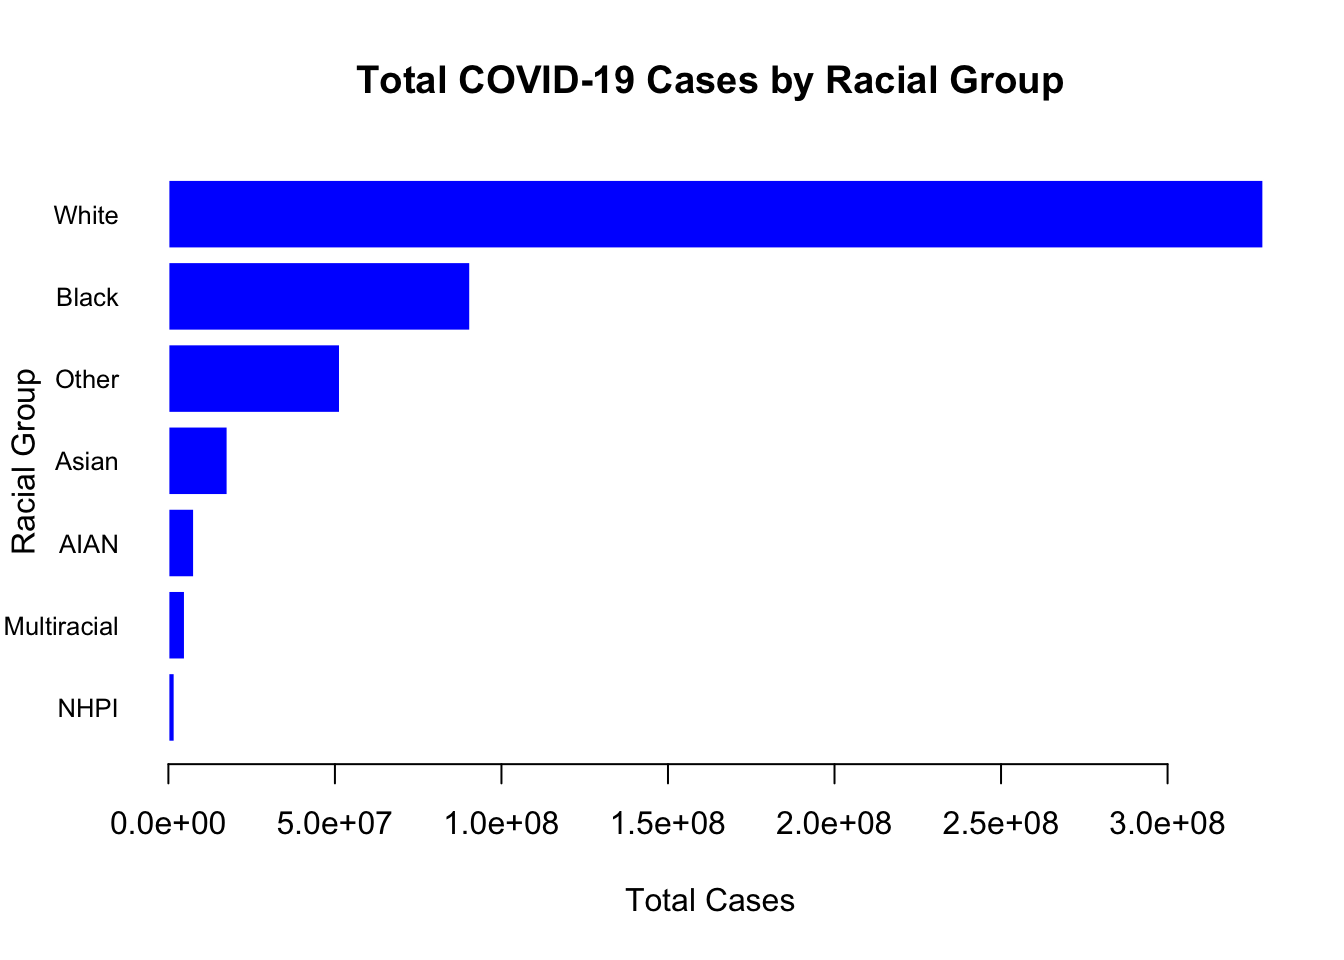 Total COVID-19 Cases by Racial Group
White
Black
Other
Asian
AIAN
Multiracial
NHPI
Racial Group
0.0e+00 5.0e+07 1.0e+08 1.5e+08 2.0e+08 2.5e+08 3.0e+08
Total Cases